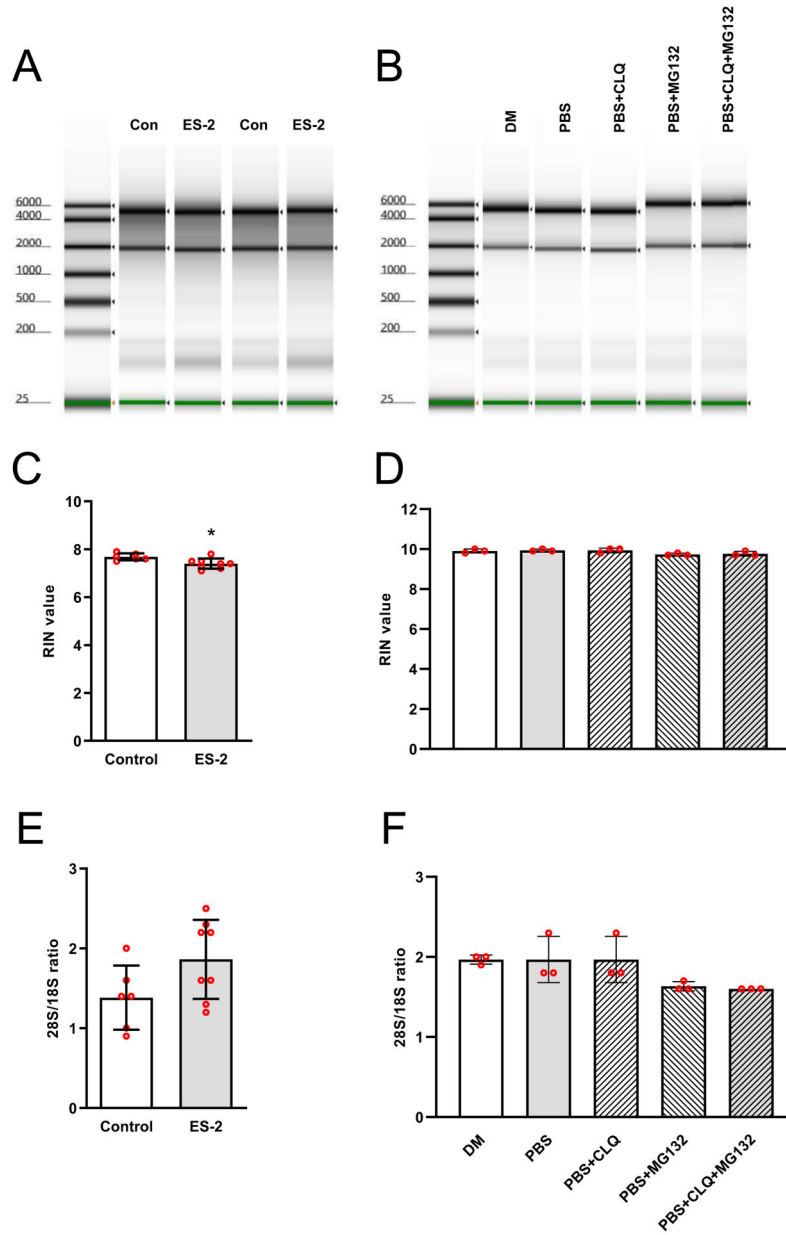 A
Con ES-2 Con ES-2
6000
4000
2000
1000
500
200
25
B
DM PBS PBS+CLQ PBS+MG132 PBS+CLQ+MG132
6000
4000
2000
1000
500
200
25
C
RIN value
10
8
6
4
2
0
*
Control ES-2
D
RIN value
12
10
8
6
4
2
0
E
28S/18S ratio
3
2
1
0
Control ES-2
F
28S/18S ratio
3
2
1
0
DM PBS PBS+CLQ PBS+MG132 PBS+CLQ+MG132